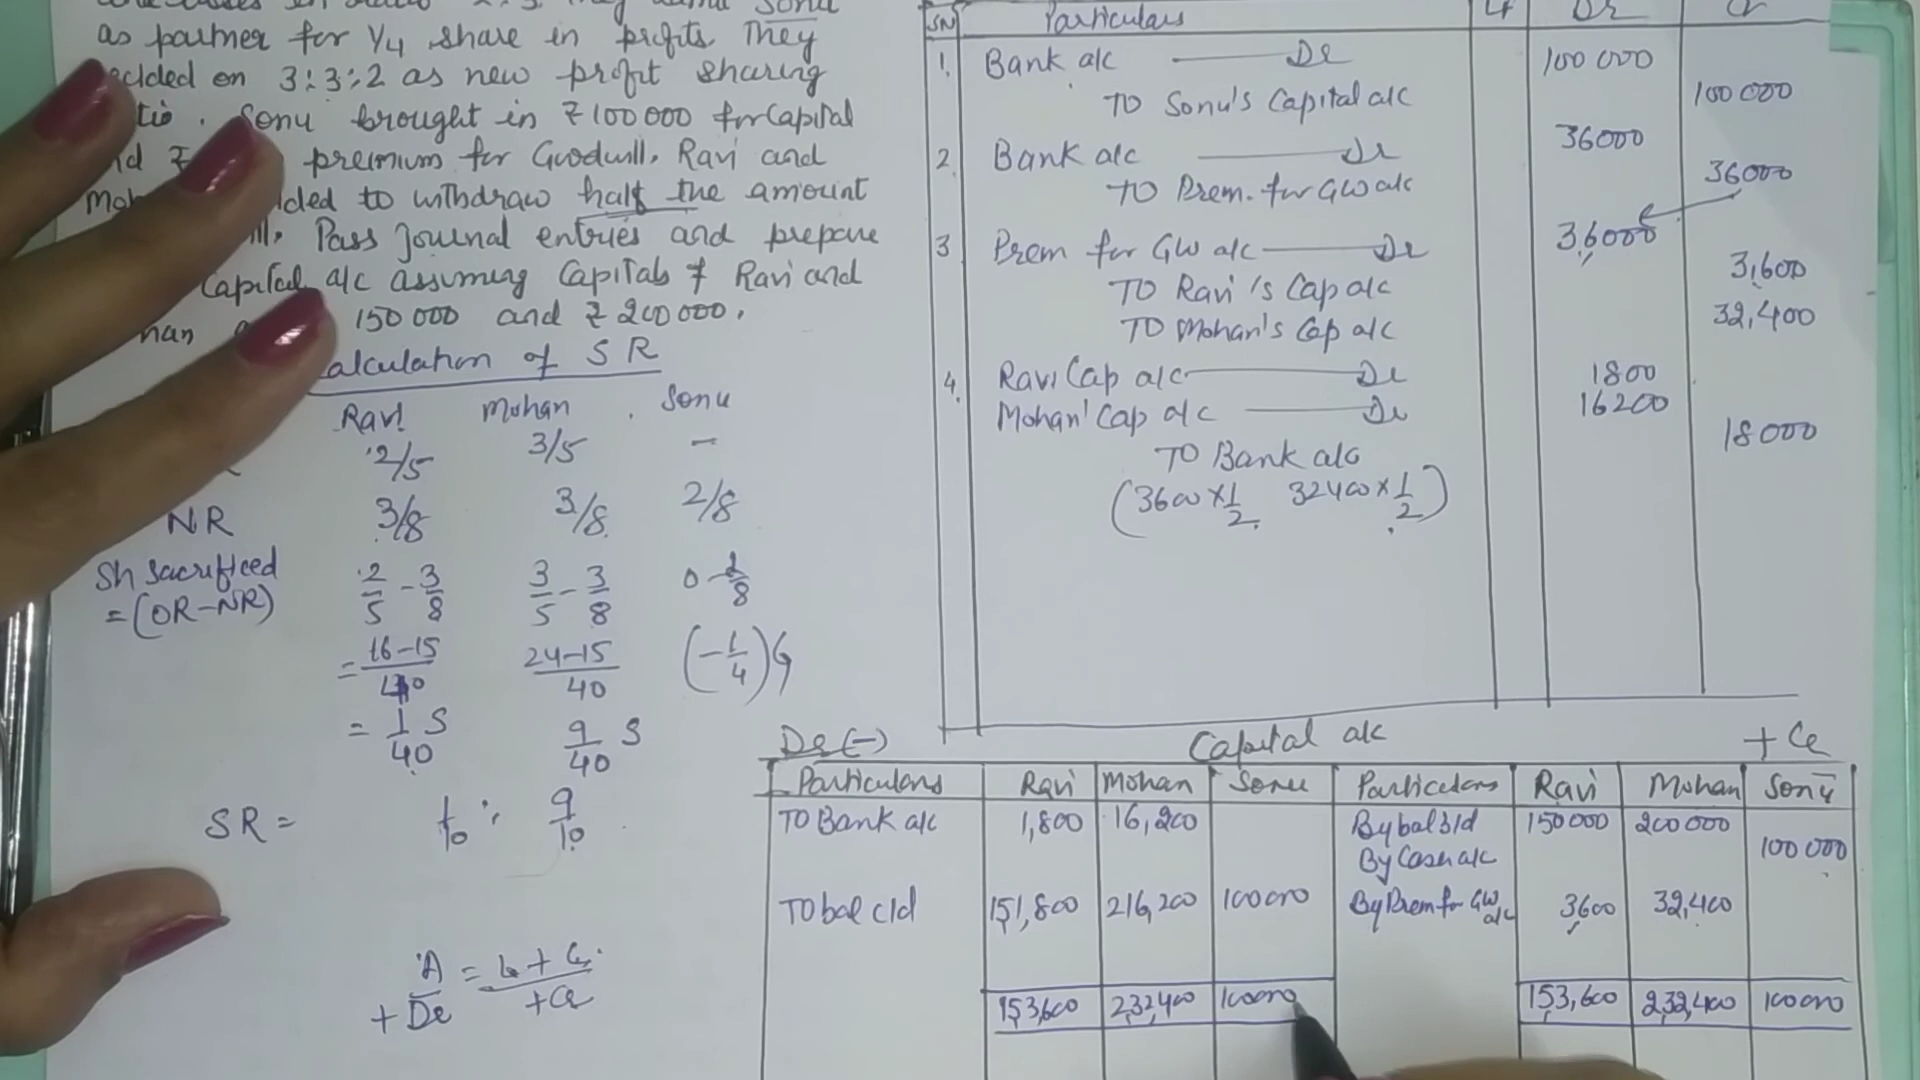 as partner for 1/4 share in profits. They
decided on 3:3:2 as new profit sharing
Sonu brought in ₹100000 for Capital
premium for Goodwill. Ravi and
to withdraw half the amount
Pass Journal entries and prepare
Capital a/c assuming Capitals of Ravi and
150000 and ₹200000.
alculation of SR
Ravi Mohan Sonu
2/5 3/5 -
NR 3/8 3/8 2/8
Sh sacrificed
=(OR-NR)
2/5 - 3/8 3/5 - 3/8 0 - 2/8
= 16-15/40 24-15/40 (-1/4)G
= 1/40 S 9/40 S
SR = 1/10 : 9/10
A = L + C
+ Dr + Cr
SN Particulars LF Dr Cr
1. Bank a/c Dr 100000
TO Sonu's Capital a/c 100000
2. Bank a/c Dr 36000
TO Prem. for GW a/c 36000
3 Prem for GW a/c Dr 36000
TO Ravi's Cap a/c 3,600
TO Mohan's Cap a/c 32,400
4. Ravi Cap a/c Dr 1800
Mohan' Cap a/c Dr 16200
TO Bank a/c 18000
(3600×1/2 32400×1/2)
Dr (-) Capital a/c + Cr
Particulars Ravi Mohan Sonu Particulars Ravi Mohan Sonu
TO Bank a/c 1,800 16,200 By bal b/d 150000 200000
By Cash a/c 100000
TO bal c/d 151,800 216,200 100000 By Prem for GW a/c 3600 32,400
153,600 232,400 100000 153,600 232,400 100000